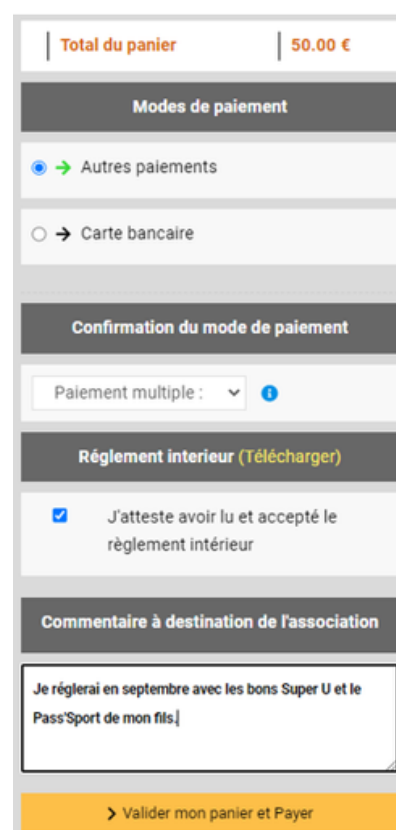 Total du panier 50.00 €
Modes de paiement
Autres paiements
Carte bancaire
Confirmation du mode de paiement
Paiement multiple :
Réglement interieur (Télécharger)
J'atteste avoir lu et accepté le
règlement intérieur
Commentaire à destination de l'association
Je réglerai en septembre avec les bons Super U et le
Pass'Sport de mon fils.
Valider mon panier et Payer